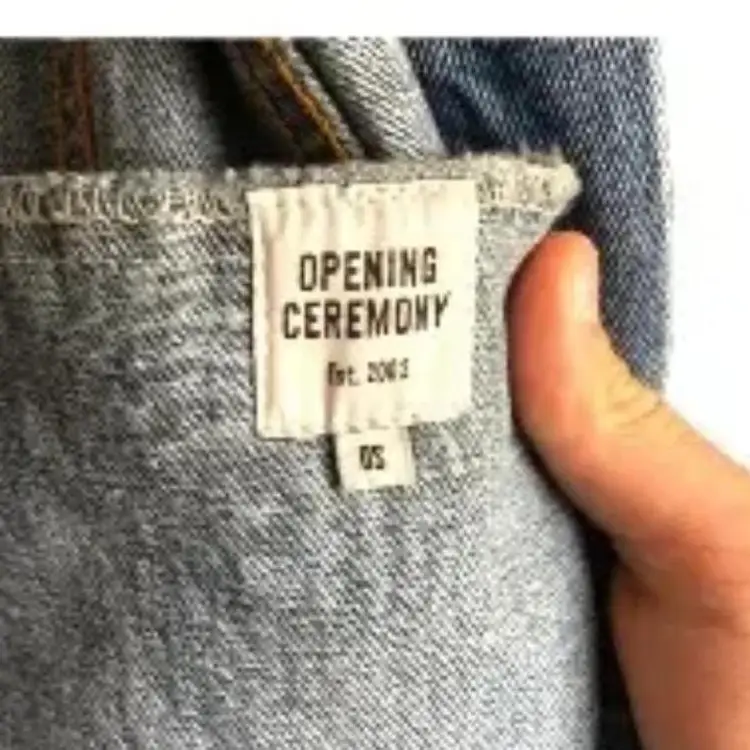 OPENING
CEREMONY
Est. 2002
OS